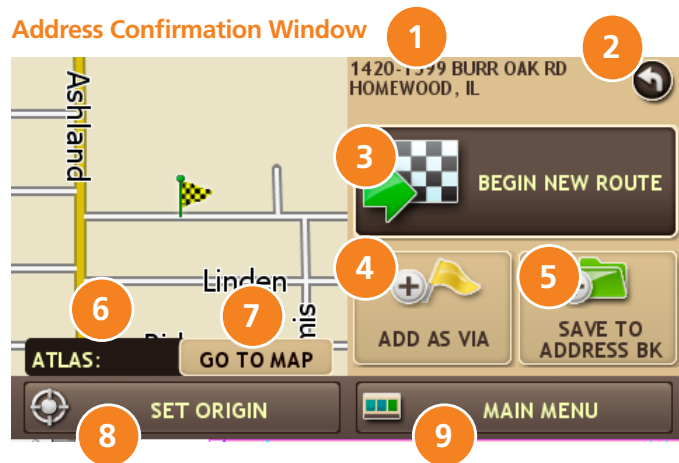 Address Confirmation Window
1
2
1420-1599 BURR OAK RD
HOMEWOOD, IL
Ashland
3
BEGIN NEW ROUTE
4
5
Linden
6
7
ADD AS VIA
SAVE TO
ADDRESS BK
ATLAS:
GO TO MAP
SET ORIGIN
MAIN MENU
8
9